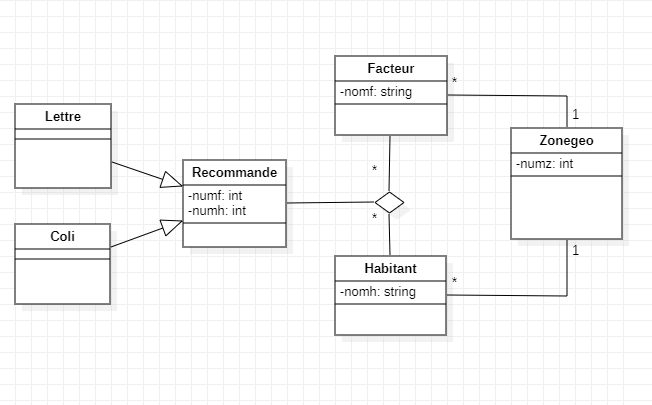 Facteur
-nomf: string
*
1
Lettre
Zonegeo
-numz: int
Recommande
-numf: int
-numh: int
*
*
Coli
1
Habitant
-nomh: string
*